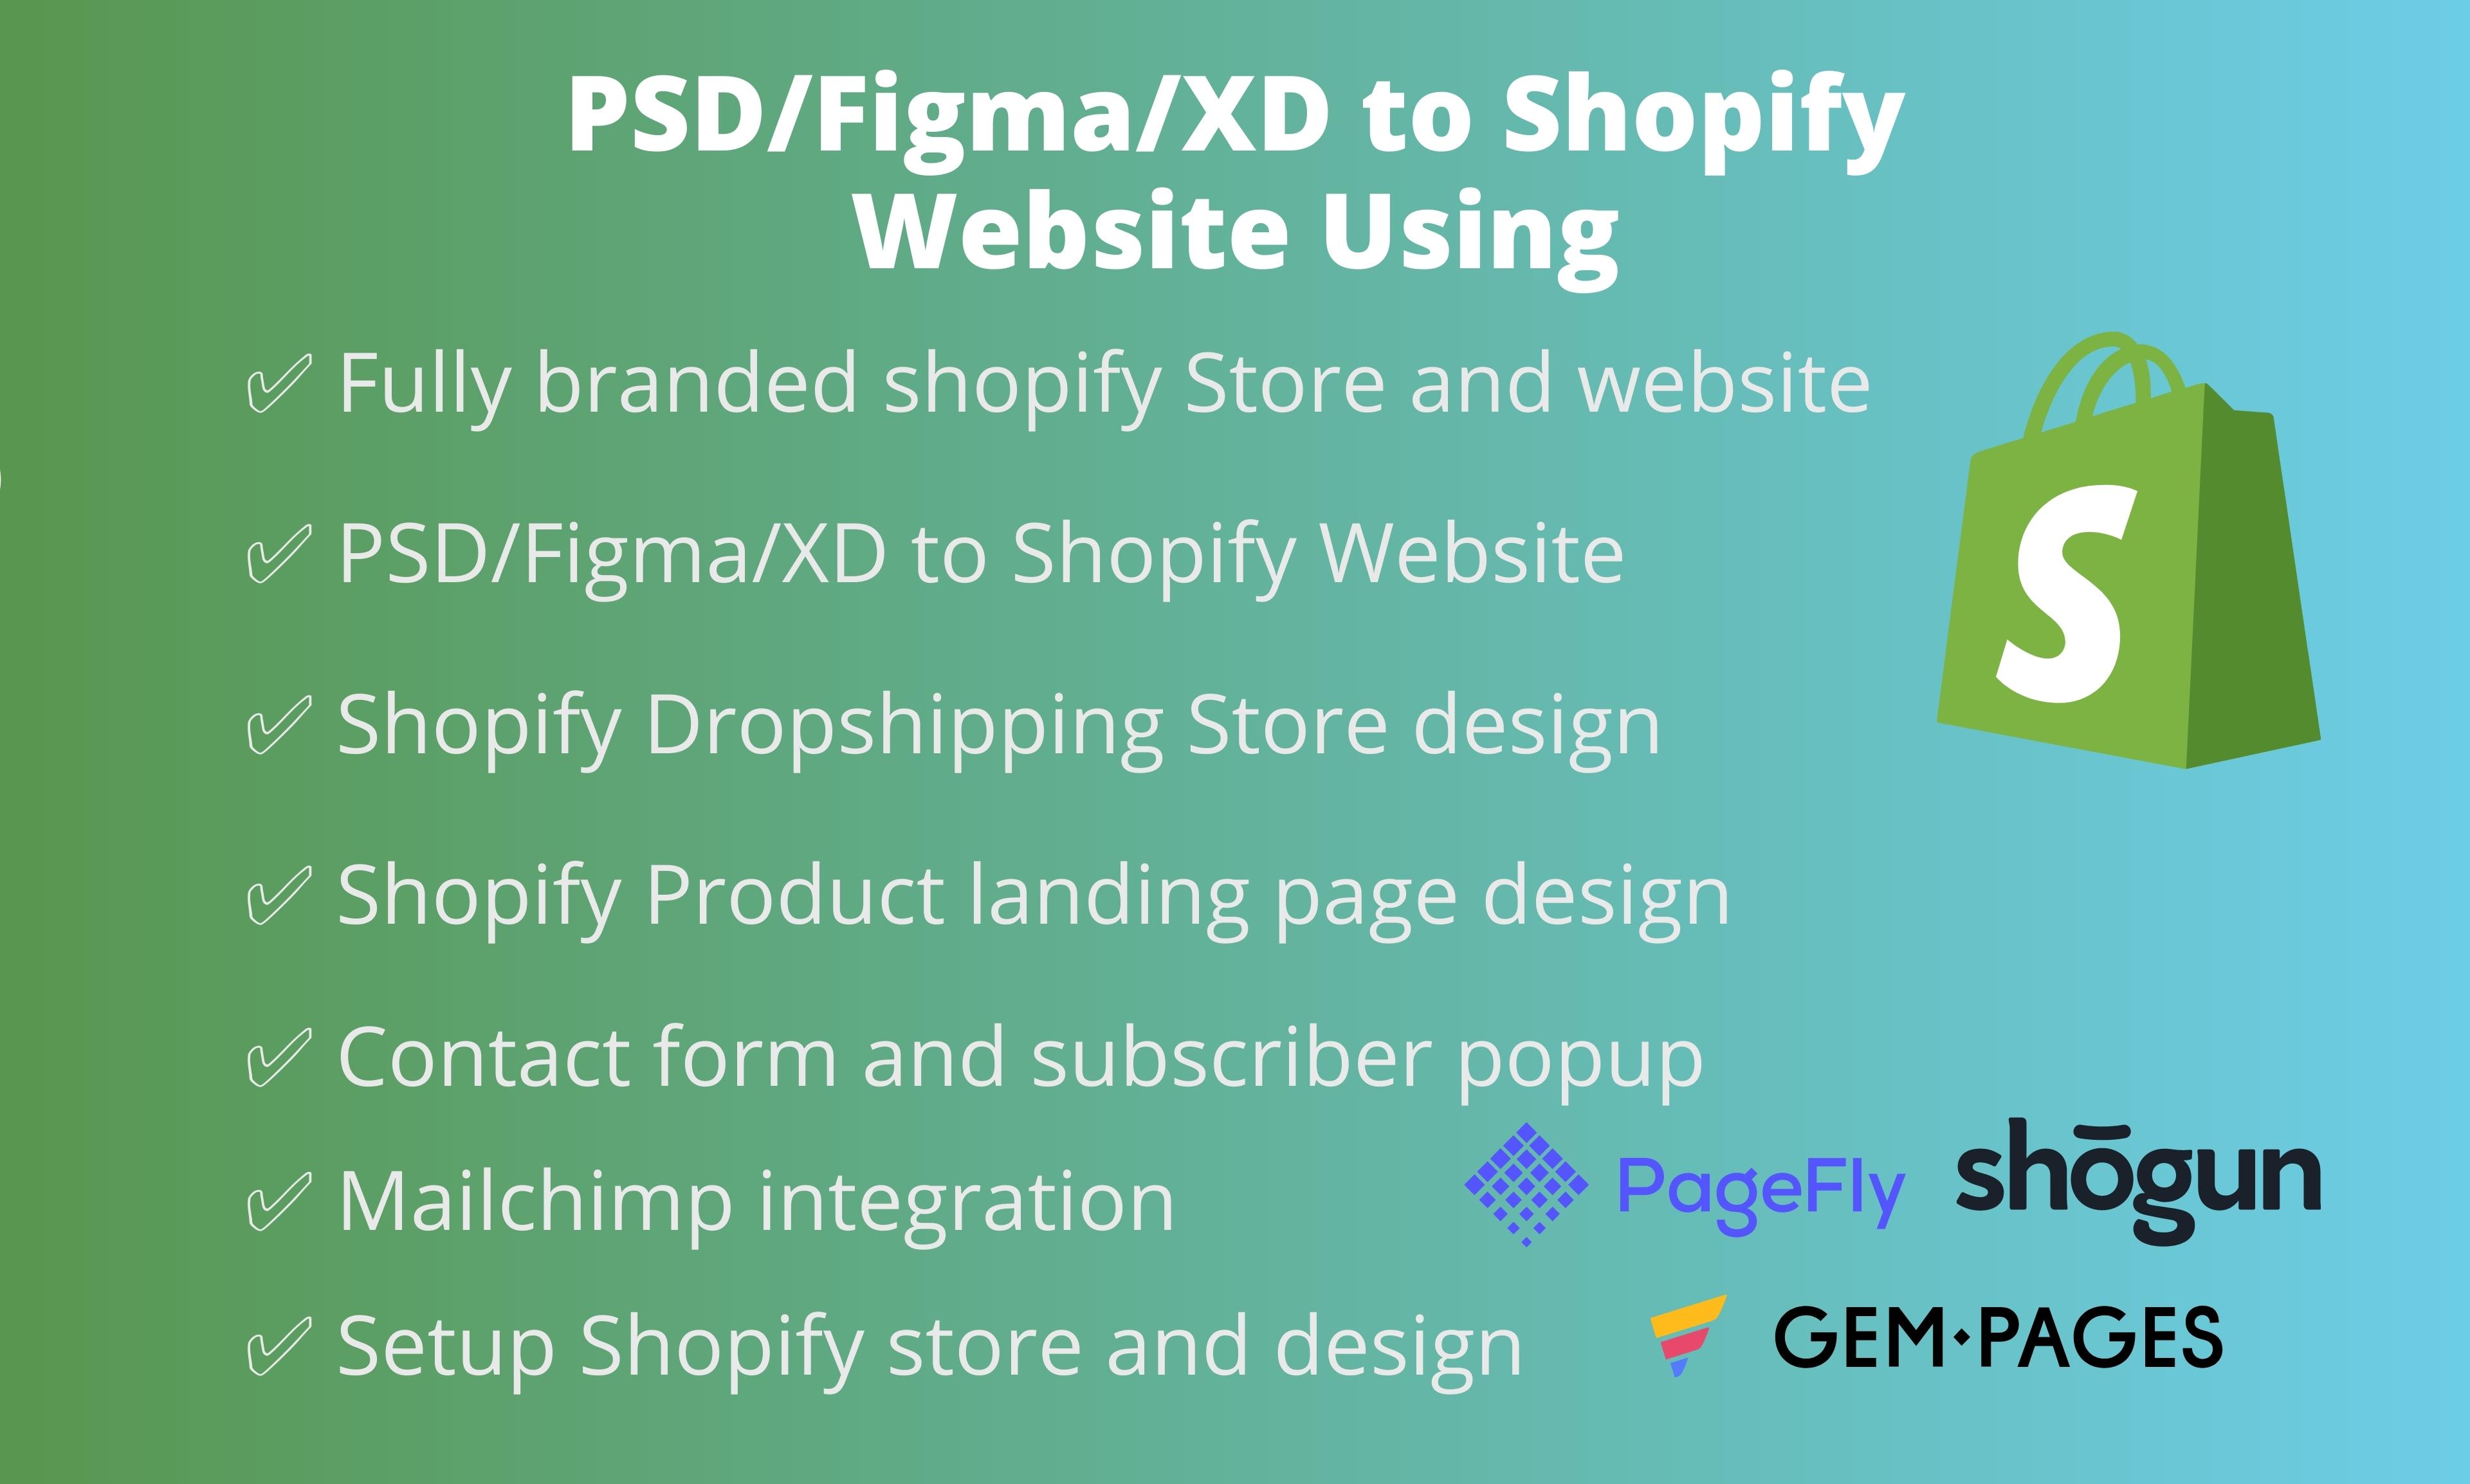 PSD/Figma/XD to Shopify
Website Using
✅ Fully branded shopify Store and website
✅ PSD/Figma/XD to Shopify Website
✅ Shopify Dropshipping Store design
✅ Shopify Product landing page design
✅ Contact form and subscriber popup
✅ Mailchimp integration
✅ Setup Shopify store and design
S
PageFly
shōgun
GEM·PAGES